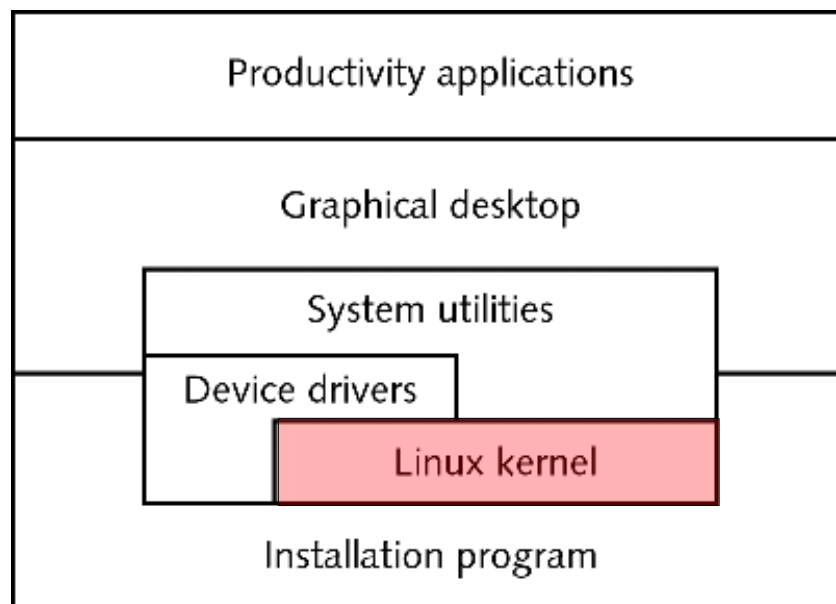 Productivity applications
Graphical desktop
System utilities
Device drivers
Linux kernel
Installation program